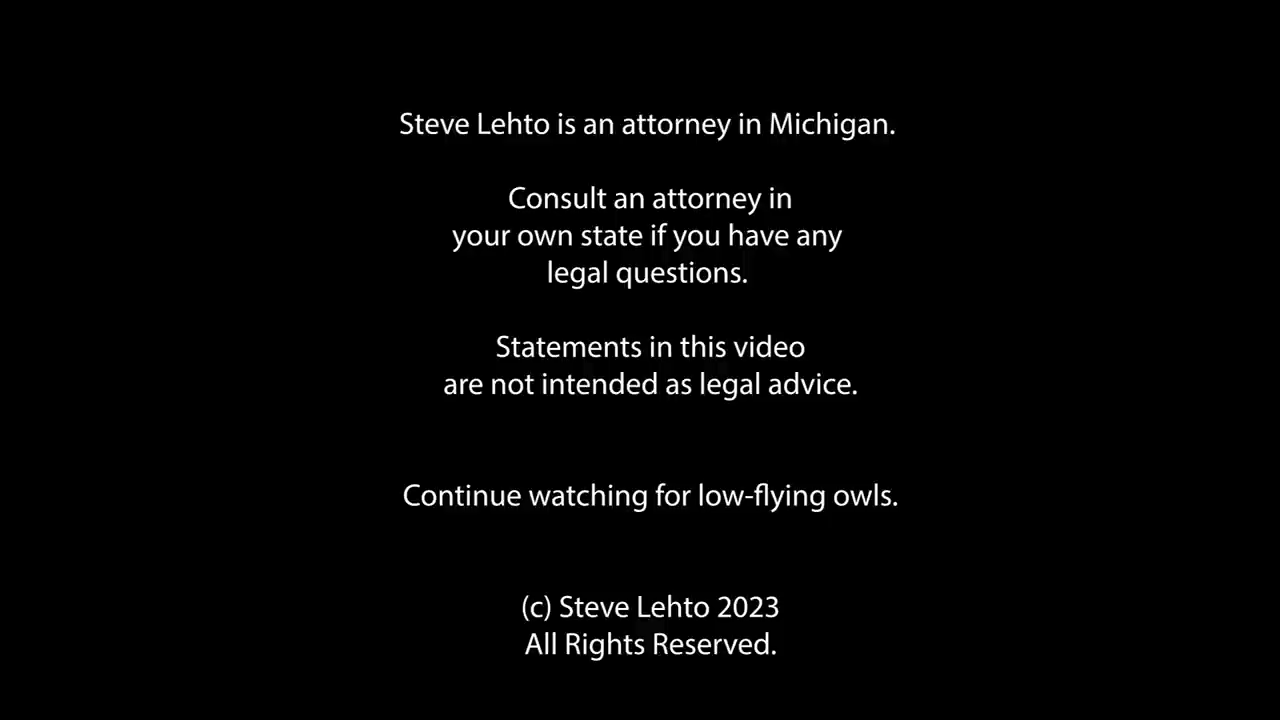 Steve Lehto is an attorney in Michigan.
Consult an attorney in
your own state if you have any
legal questions.
Statements in this video
are not intended as legal advice.
Continue watching for low-flying owls.
(c) Steve Lehto 2023
All Rights Reserved.